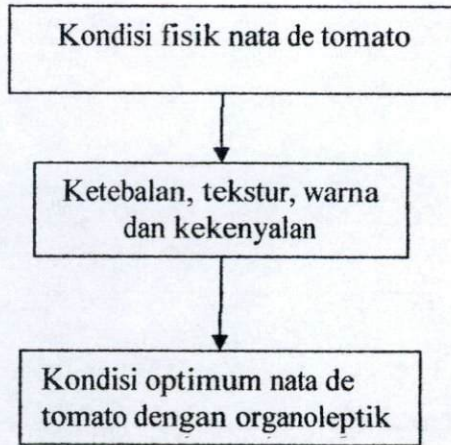 Kondisi fisik nata de tomato
Ketebalan, tekstur, warna
dan kekenyalan
Kondisi optimum nata de
tomato dengan organoleptik